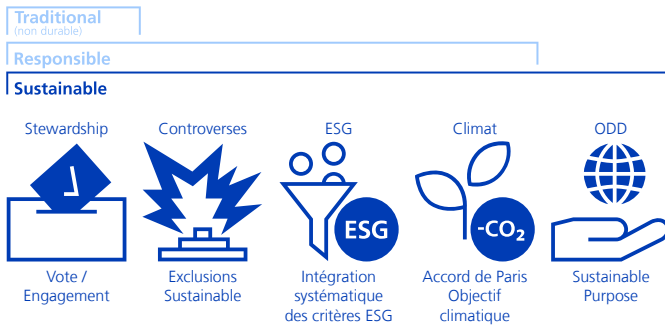 Traditional
(non durable)
Responsible
Sustainable
Stewardship
Controverses
ESG
Climat
ODD
ESG
-CO₂
Vote /
Engagement
Exclusions
Sustainable
Intégration
systématique
des critères ESG
Accord de Paris
Objectif
climatique
Sustainable
Purpose